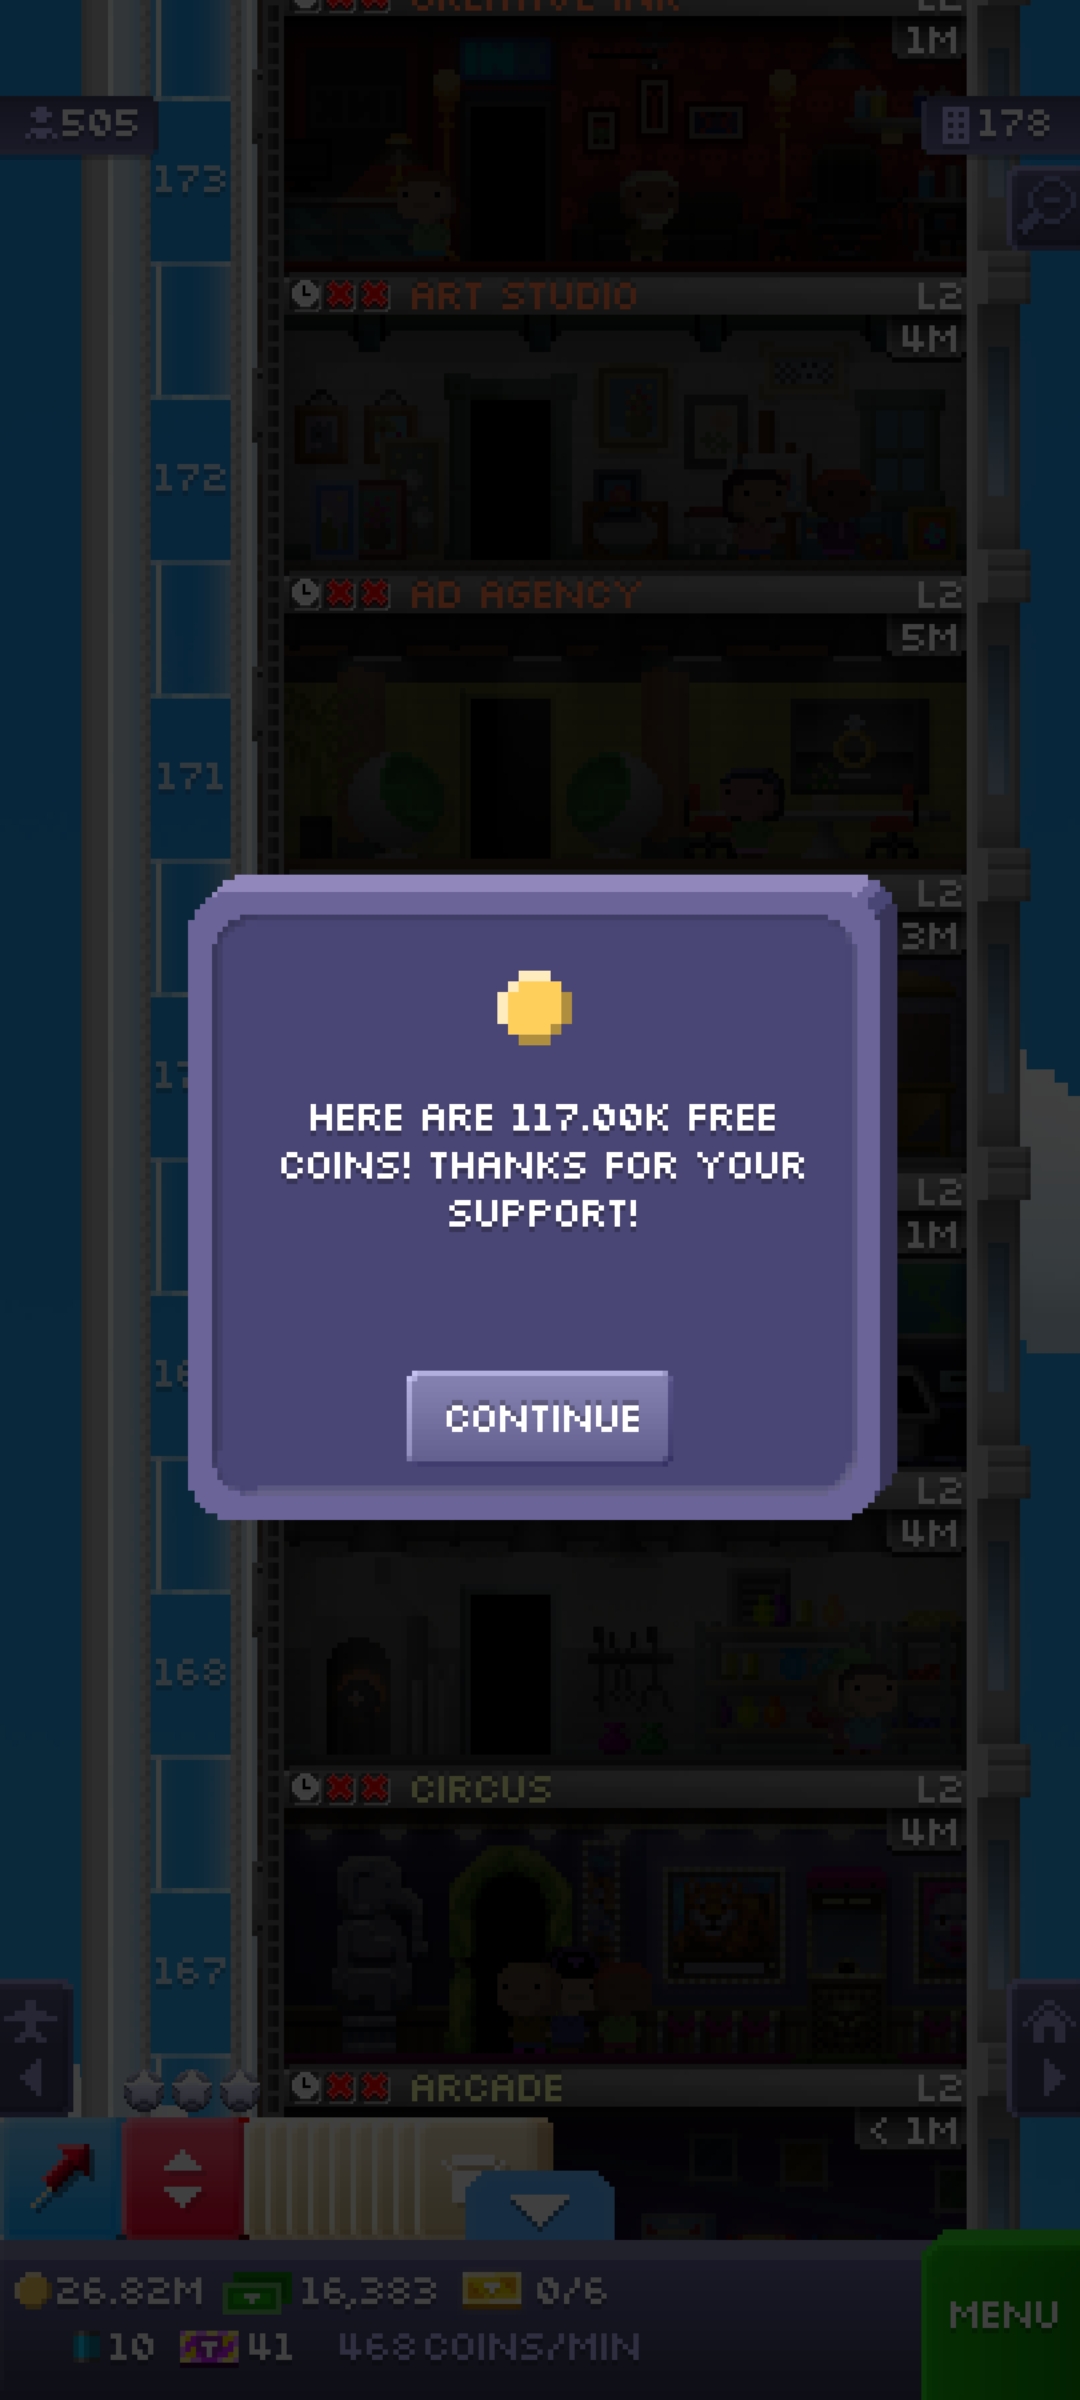 L2
1M
505
178
173
ART STUDIO
L2
4M
172
AD AGENCY
L2
5M
171
L2
3M
HERE ARE 117.00K FREE
COINS! THANKS FOR YOUR
SUPPORT!
L2
1M
CONTINUE
L2
4M
168
CIRCUS
L2
4M
167
ARCADE
L2
< 1M
26.82M 16,383 0/6
10 41 468 COINS/MIN
MENU